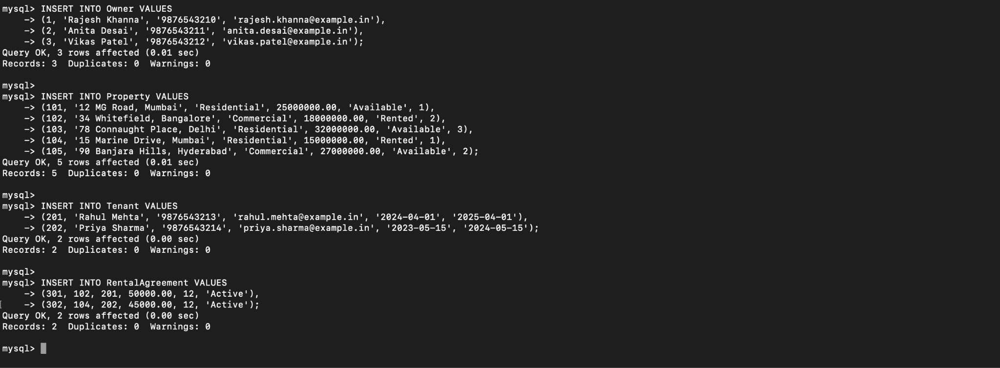 mysql> INSERT INTO Owner VALUES
    -> (1, 'Rajesh Khanna', '9876543210', 'rajesh.khanna@example.in'),
    -> (2, 'Anita Desai', '9876543211', 'anita.desai@example.in'),
    -> (3, 'Vikas Patel', '9876543212', 'vikas.patel@example.in');
Query OK, 3 rows affected (0.01 sec)
Records: 3  Duplicates: 0  Warnings: 0

mysql>
mysql> INSERT INTO Property VALUES
    -> (101, '12 MG Road, Mumbai', 'Residential', 25000000.00, 'Available', 1),
    -> (102, '34 Whitefield, Bangalore', 'Commercial', 18000000.00, 'Rented', 2),
    -> (103, '78 Connaught Place, Delhi', 'Residential', 32000000.00, 'Available', 3),
    -> (104, '15 Marine Drive, Mumbai', 'Residential', 15000000.00, 'Rented', 1),
    -> (105, '90 Banjara Hills, Hyderabad', 'Commercial', 27000000.00, 'Available', 2);
Query OK, 5 rows affected (0.01 sec)
Records: 5  Duplicates: 0  Warnings: 0

mysql>
mysql> INSERT INTO Tenant VALUES
    -> (201, 'Rahul Mehta', '9876543213', 'rahul.mehta@example.in', '2024-04-01', '2025-04-01'),
    -> (202, 'Priya Sharma', '9876543214', 'priya.sharma@example.in', '2023-05-15', '2024-05-15');
Query OK, 2 rows affected (0.00 sec)
Records: 2  Duplicates: 0  Warnings: 0

mysql>
mysql> INSERT INTO RentalAgreement VALUES
    -> (301, 102, 201, 50000.00, 12, 'Active'),
    -> (302, 104, 202, 45000.00, 12, 'Active');
Query OK, 2 rows affected (0.00 sec)
Records: 2  Duplicates: 0  Warnings: 0

mysql>